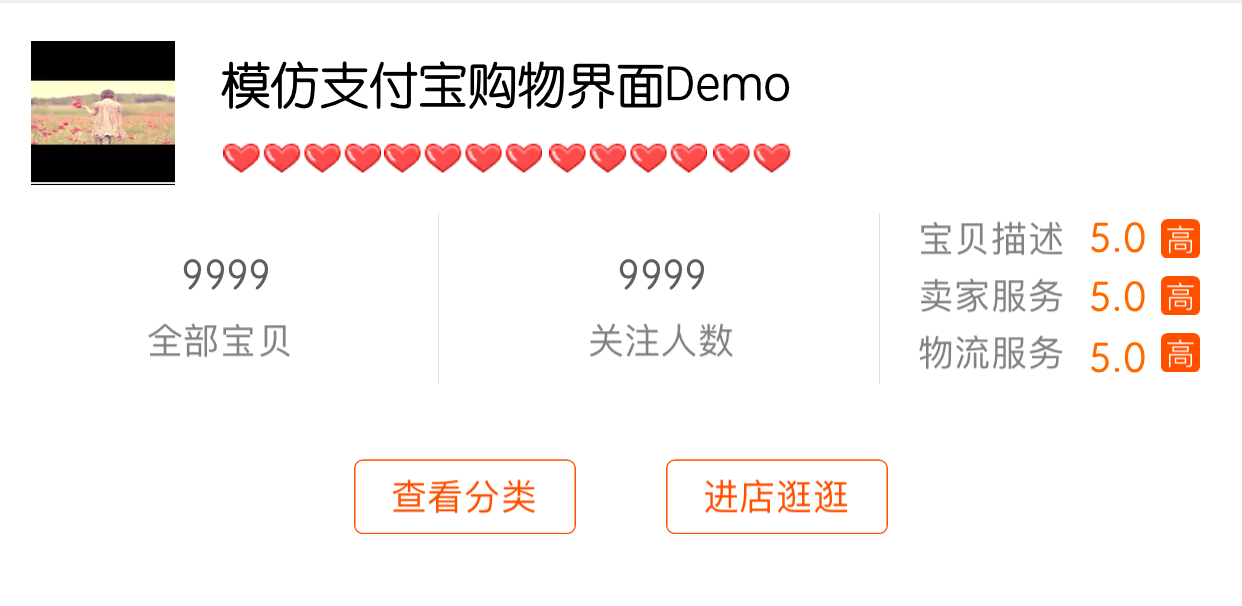 模仿支付宝购物界面Demo
9999
全部宝贝
9999
关注人数
宝贝描述 5.0 高
卖家服务 5.0 高
物流服务 5.0 高
查看分类
进店逛逛